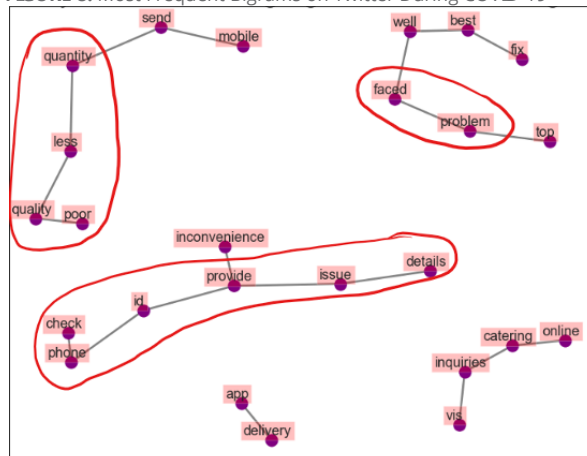 send
mobile
quantity
less
quality
poor
well
best
fix
faced
problem
top
inconvenience
provide
issue
details
id
check
phone
app
delivery
catering
online
inquiries
vis